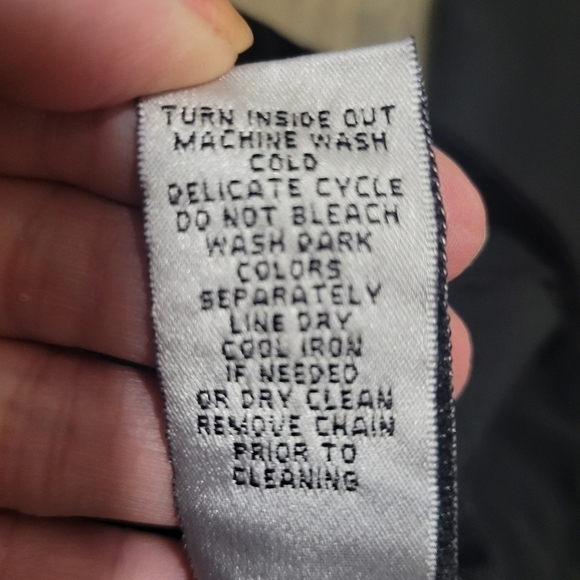 TURN INSIDE OUT
MACHINE WASH
COLD
DELICATE CYCLE
DO NOT BLEACH
WASH DARK
COLORS
SEPARATELY
LINE DRY
COOL IRON
IF NEEDED
OR DRY CLEAN
REMOVE CHAIN
PRIOR TO
CLEANING